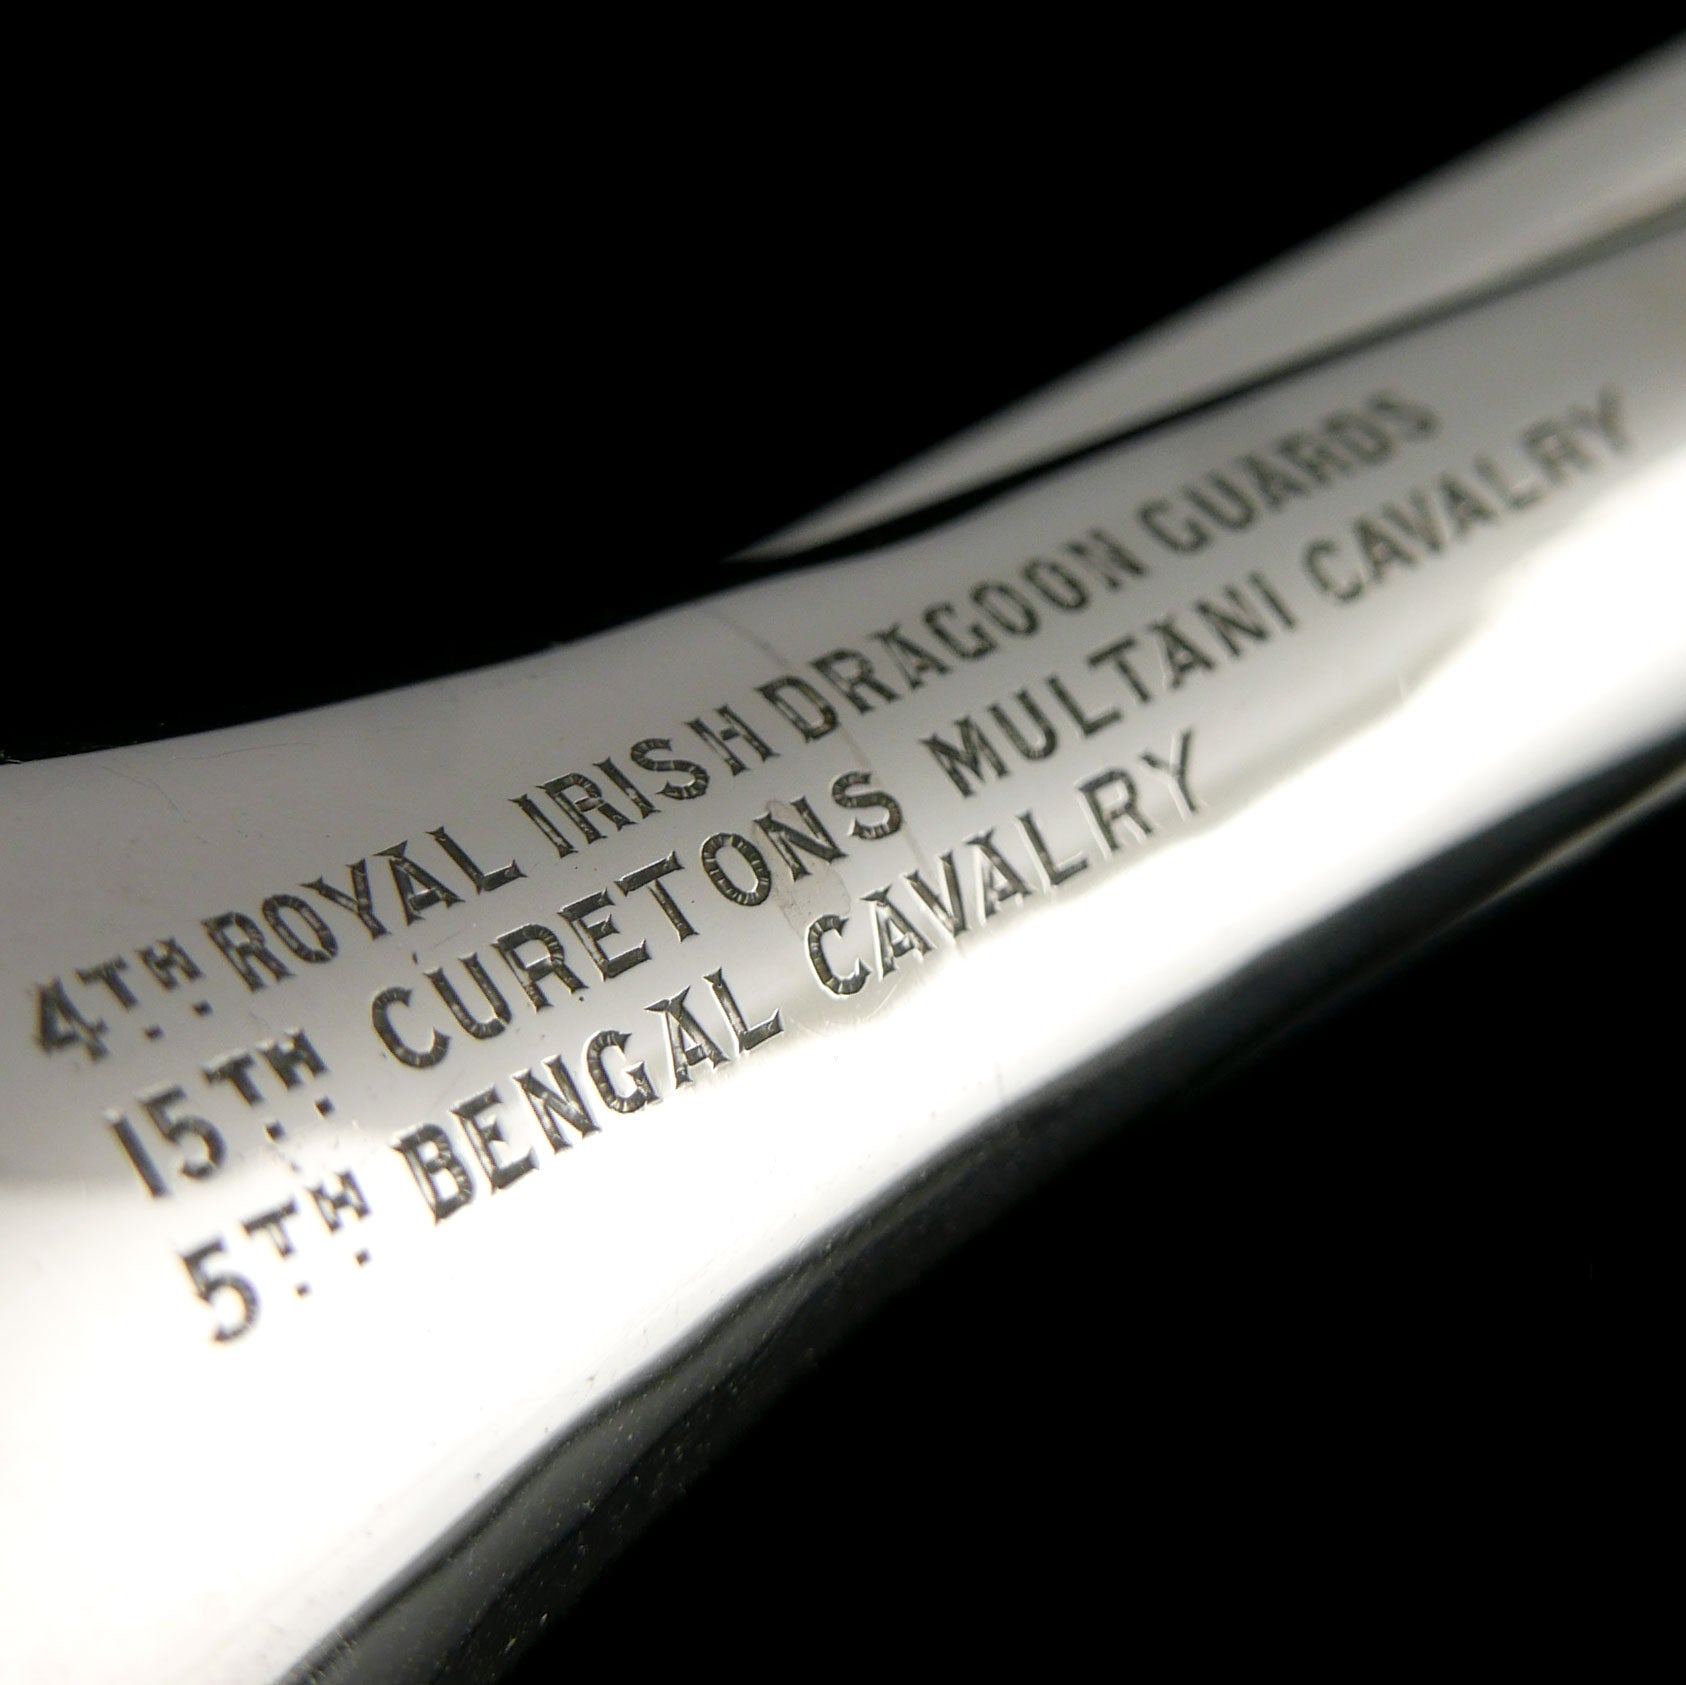 4TH ROYAL IRISH DRAGOON GUARDS
15TH CURETONS MULTANI CAVALRY
5TH BENGAL CAVALRY